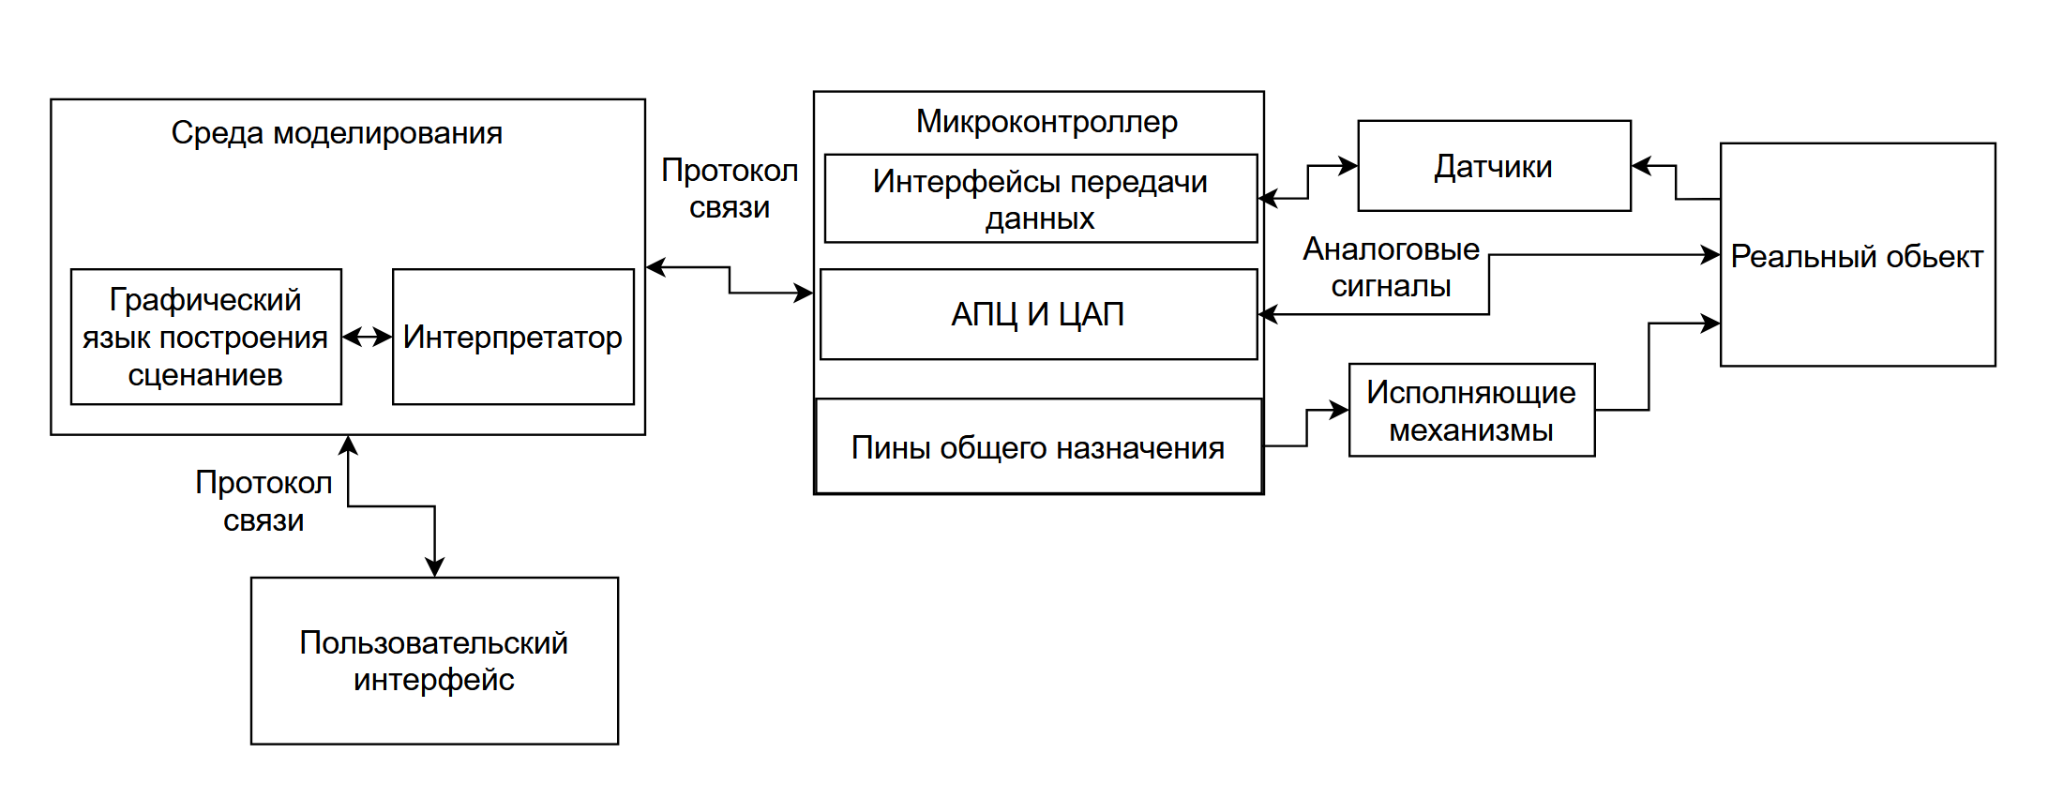 Среда моделирования
Графический
язык построения
сценаниев
Интерпретатор
Протокол
связи
Микроконтроллер
Интерфейсы передачи
данных
АПЦ И ЦАП
Пины общего назначения
Датчики
Аналоговые
сигналы
Исполняющие
механизмы
Реальный обьект
Протокол
связи
Пользовательский
интерфейс